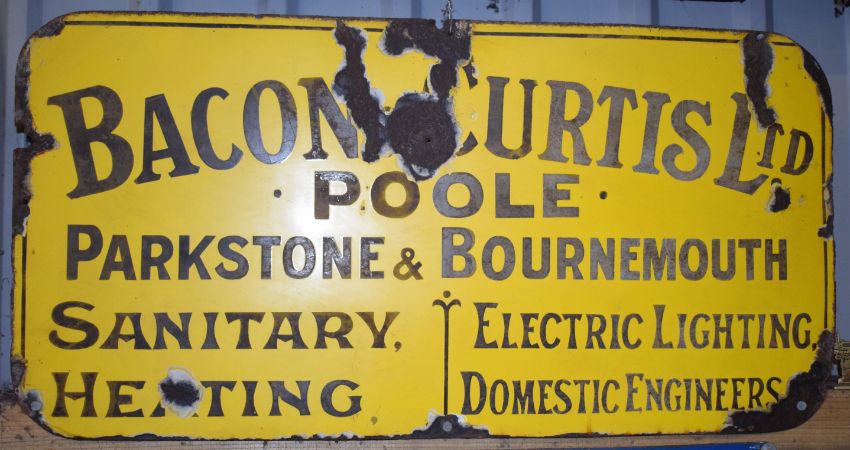 BACON & CURTIS LTD
POOLE
PARKSTONE & BOURNEMOUTH
SANITARY,
HEATING
ELECTRIC LIGHTING,
DOMESTIC ENGINEERS